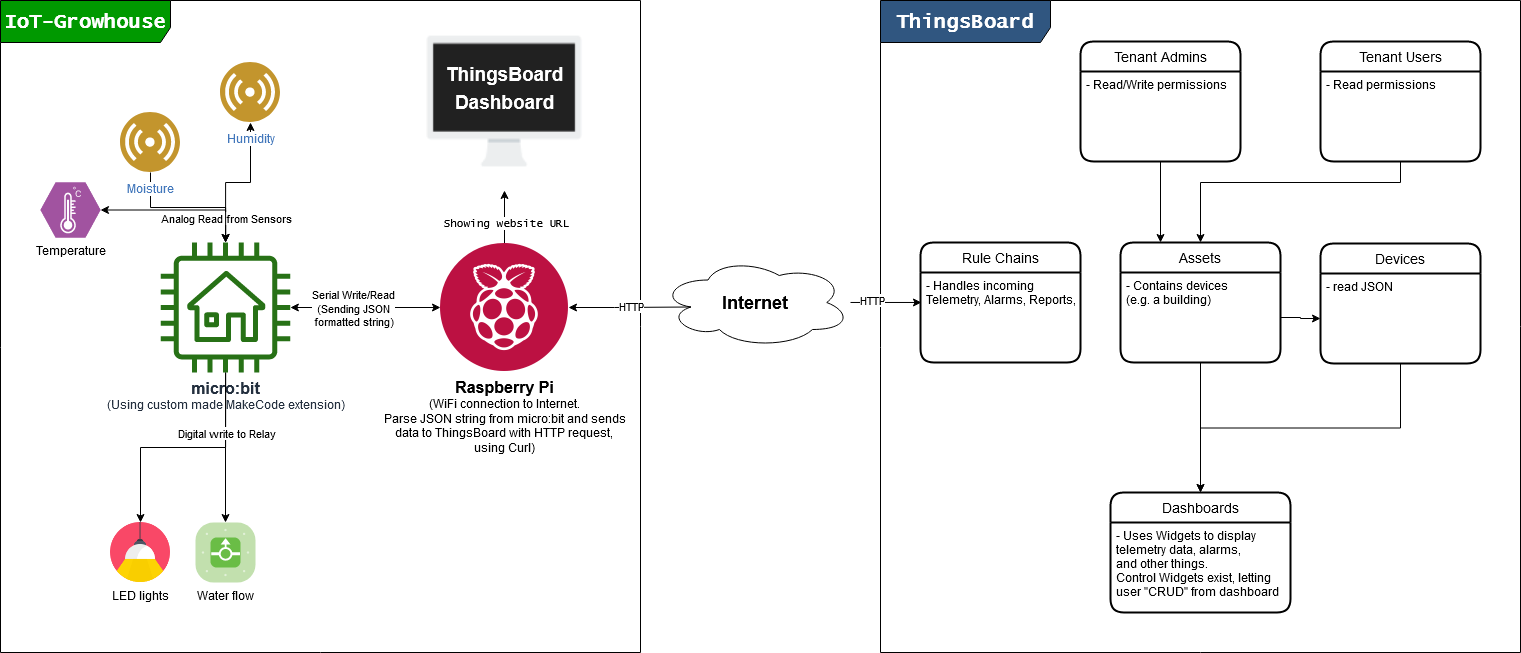 IoT-Growhouse
Humidity
Moisture
°C
Temperature
Analog Read from Sensors
ThingsBoard
Dashboard
Showing website URL
Serial Write/Read
(Sending JSON
formatted string)
micro:bit
(Using custom made MakeCode extension)
Raspberry Pi
(WiFi connection to Internet.
Parse JSON string from micro:bit and sends
data to ThingsBoard with HTTP request,
using Curl)
Digital write to Relay
LED lights
Water flow
HTTP
Internet
HTTP
ThingsBoard
Tenant Admins
- Read/Write permissions
Tenant Users
- Read permissions
Rule Chains
- Handles incoming
Telemetry, Alarms, Reports,
Assets
- Contains devices
(e.g. a building)
Devices
- read JSON
Dashboards
- Uses Widgets to display
telemetry data, alarms,
and other things.
Control Widgets exist, letting
user "CRUD" from dashboard